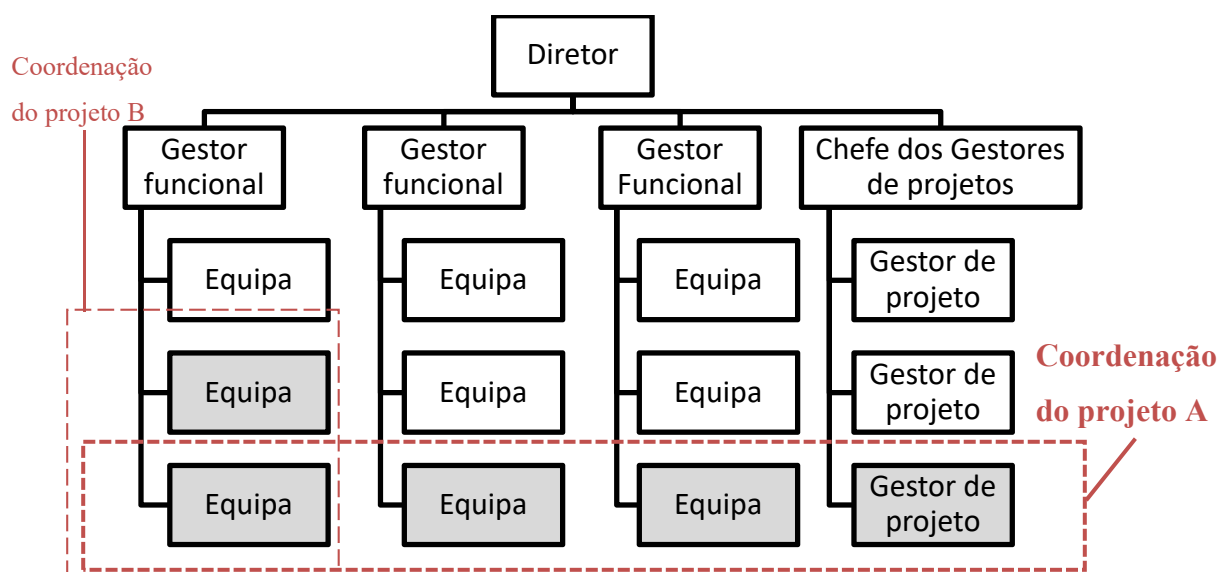 Diretor
Coordenação
do projeto B
Gestor
funcional
Gestor
funcional
Gestor
Funcional
Chefe dos Gestores
de projetos
Equipa
Equipa
Equipa
Gestor de
projeto
Equipa
Equipa
Equipa
Gestor de
projeto
Coordenação
do projeto A
Equipa
Equipa
Equipa
Gestor de
projeto